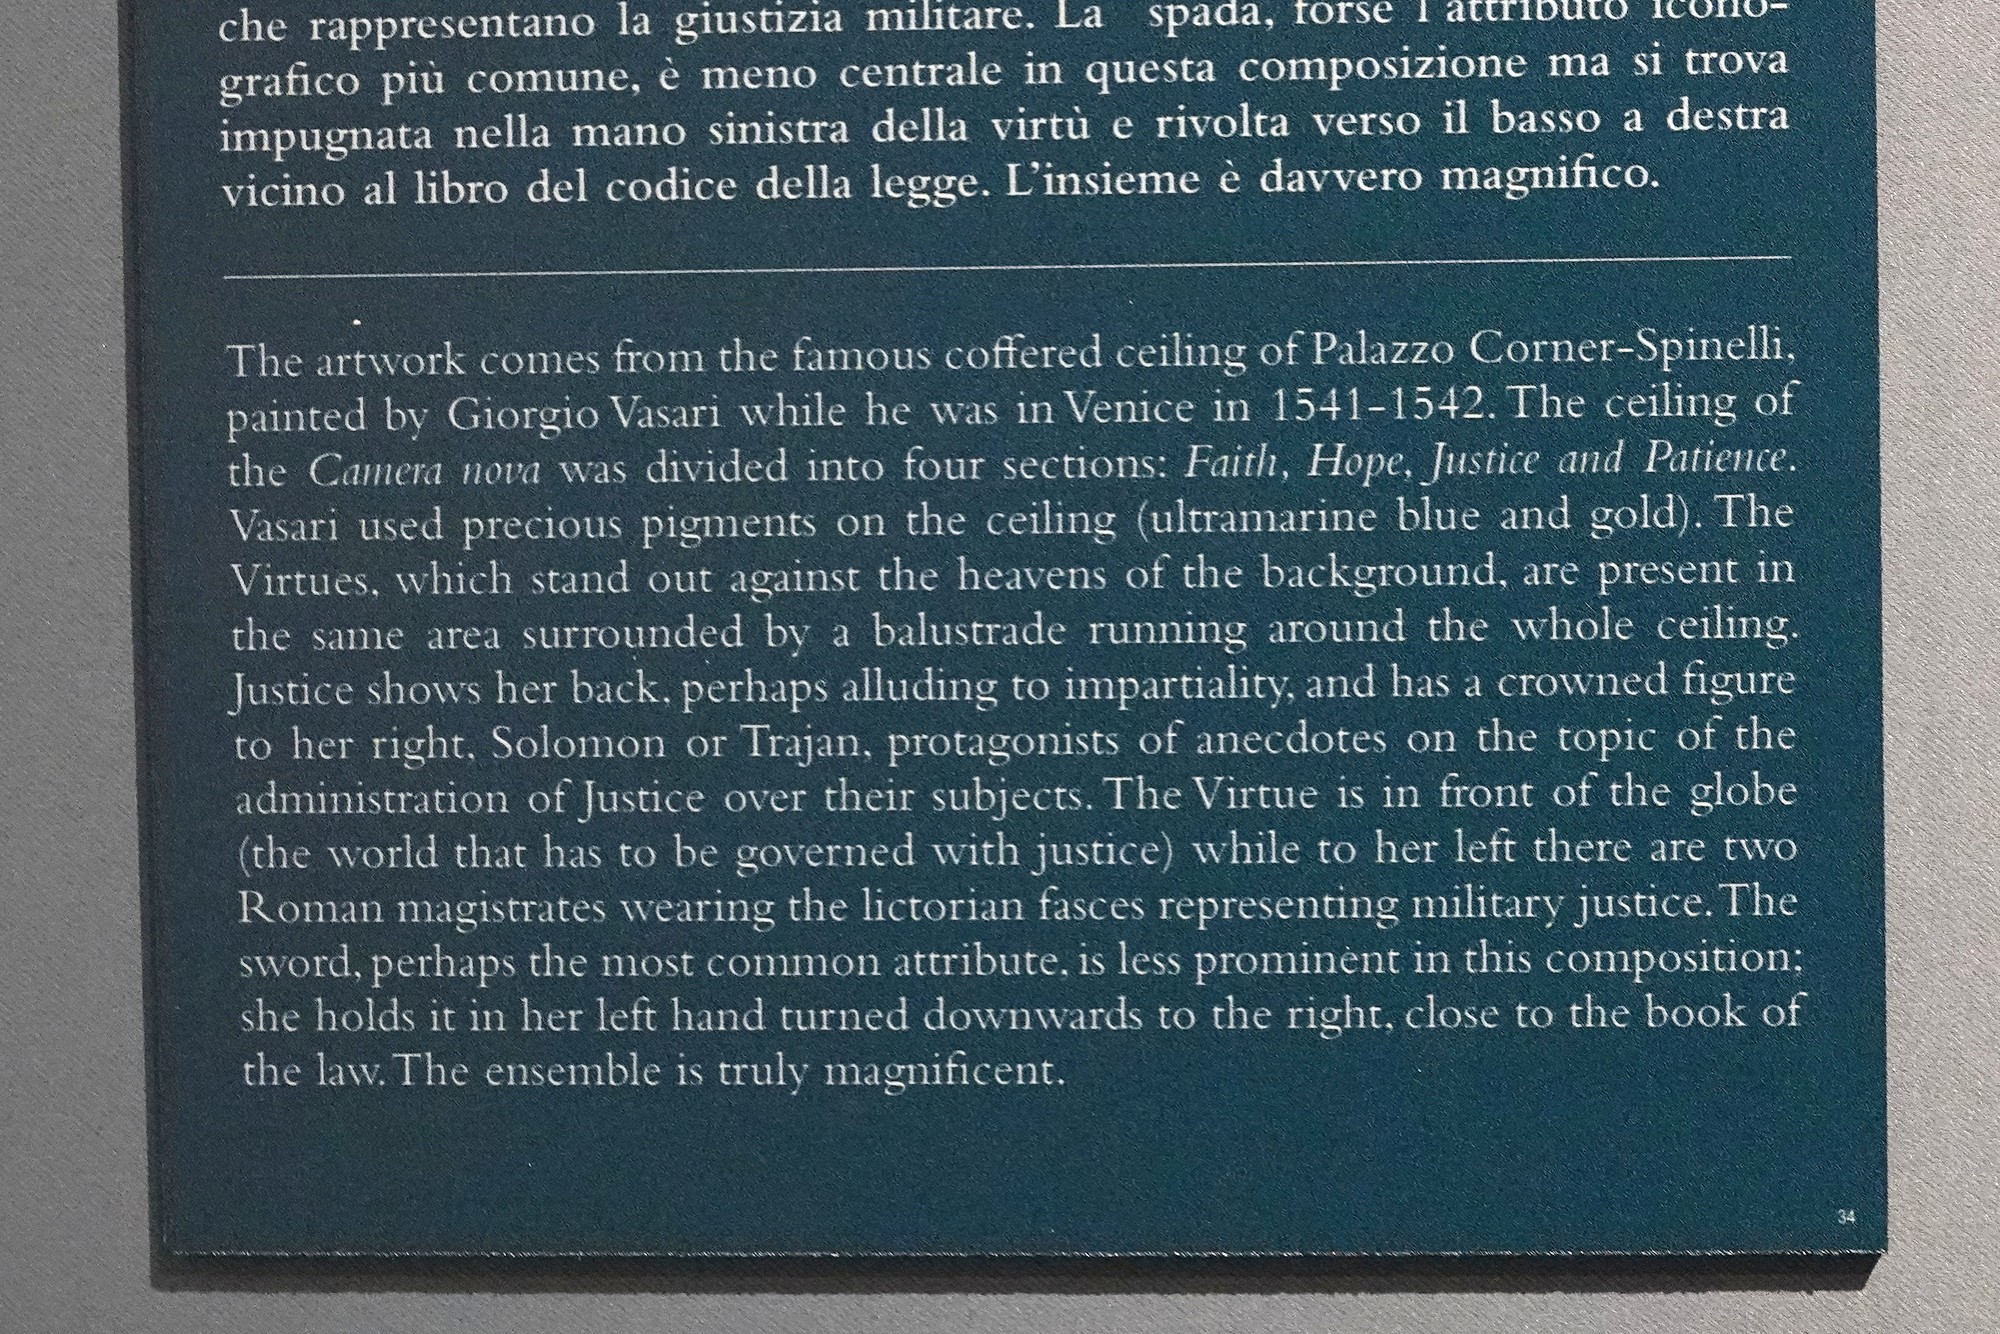 che rappresentano la giustizia militare. La spada, forse l'attributo icono-
grafico più comune, è meno centrale in questa composizione ma si trova
impugnata nella mano sinistra della virtù e rivolta verso il basso a destra
vicino al libro del codice della legge. L'insieme è davvero magnifico.
The artwork comes from the famous coffered ceiling of Palazzo Corner-Spinelli,
painted by Giorgio Vasari while he was in Venice in 1541-1542. The ceiling of
the Camera nova was divided into four sections: Faith, Hope, Justice and Patience.
Vasari used precious pigments on the ceiling (ultramarine blue and gold). The
Virtues, which stand out against the heavens of the background, are present in
the same area surrounded by a balustrade running around the whole ceiling.
Justice shows her back, perhaps alluding to impartiality, and has a crowned figure
to her right, Solomon or Trajan, protagonists of anecdotes on the topic of the
administration of Justice over their subjects. The Virtue is in front of the globe
(the world that has to be governed with justice) while to her left there are two
Roman magistrates wearing the lictorian fasces representing military justice. The
sword, perhaps the most common attribute, is less prominent in this composition;
she holds it in her left hand turned downwards to the right, close to the book of
the law. The ensemble is truly magnificent.
34